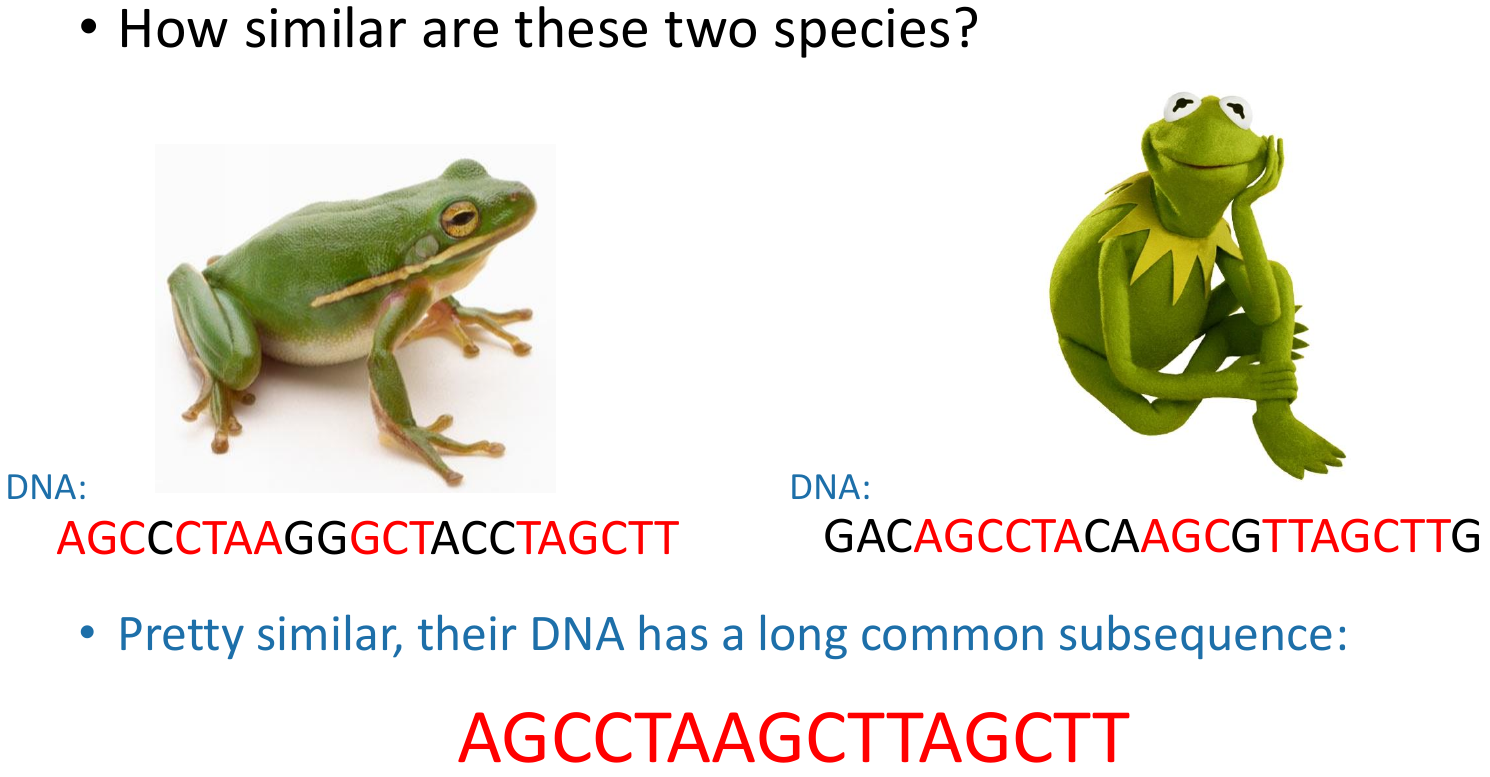 • How similar are these two species?
DNA:
DNA:
AGCCCTAAGGGCTACCTAGCTT
GACAGCCTACAAGCGTTAGCTTG
• Pretty similar, their DNA has a long common subsequence:
AGCCTAAGCTTAGCTT